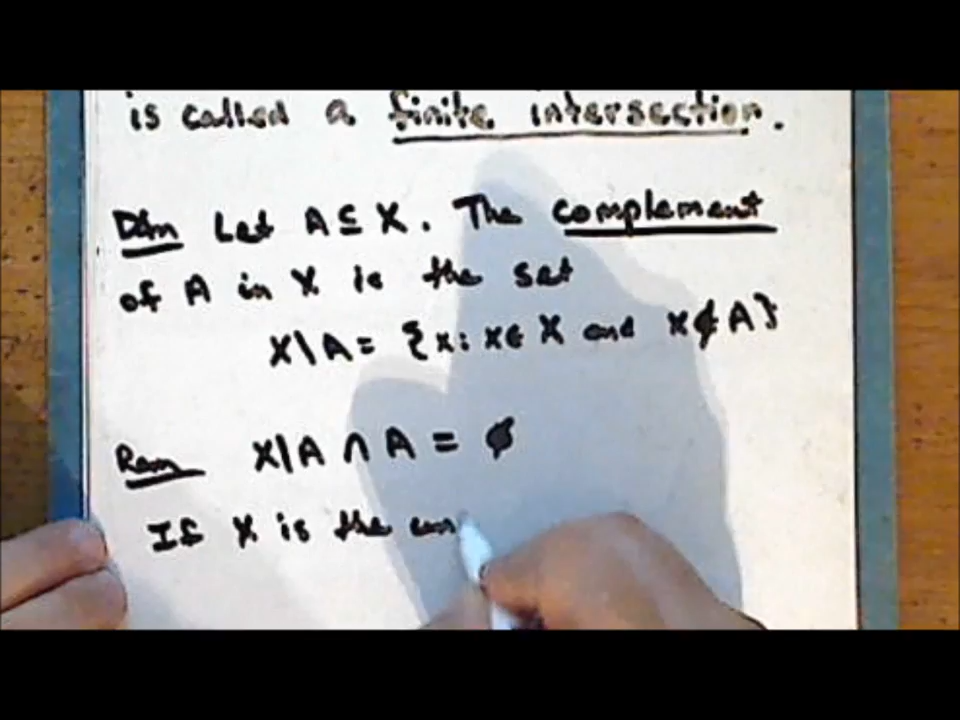 is called a finite intersection.
Dfn Let A ⊆ X. The complement
of A in X is the set
X\A = {x: x ∈ X and x ∉ A}
Rem X\A ∩ A = ∅
If X is the